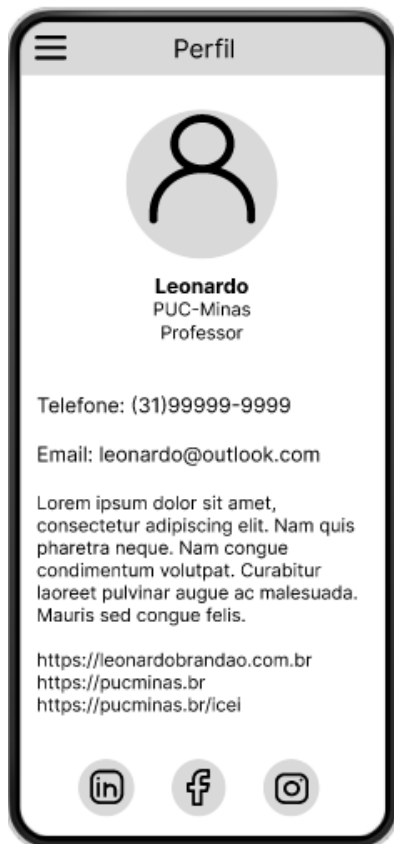 Perfil
Leonardo
PUC-Minas
Professor
Telefone: (31)99999-9999
Email: leonardo@outlook.com
Lorem ipsum dolor sit amet,
consectetur adipiscing elit. Nam quis
pharetra neque. Nam congue
condimentum volutpat. Curabitur
laoreet pulvinar augue ac malesuada.
Mauris sed congue felis.
https://leonardobrandao.com.br
https://pucminas.br
https://pucminas.br/icei
in